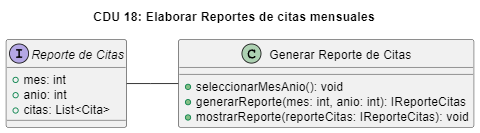 CDU 18: Elaborar Reportes de citas mensuales
I Reporte de Citas
mes: int
anio: int
citas: List<Cita>
C Generar Reporte de Citas
seleccionarMesAnio(): void
generarReporte(mes: int, anio: int): IReporteCitas
mostrarReporte(reporteCitas: IReporteCitas): void